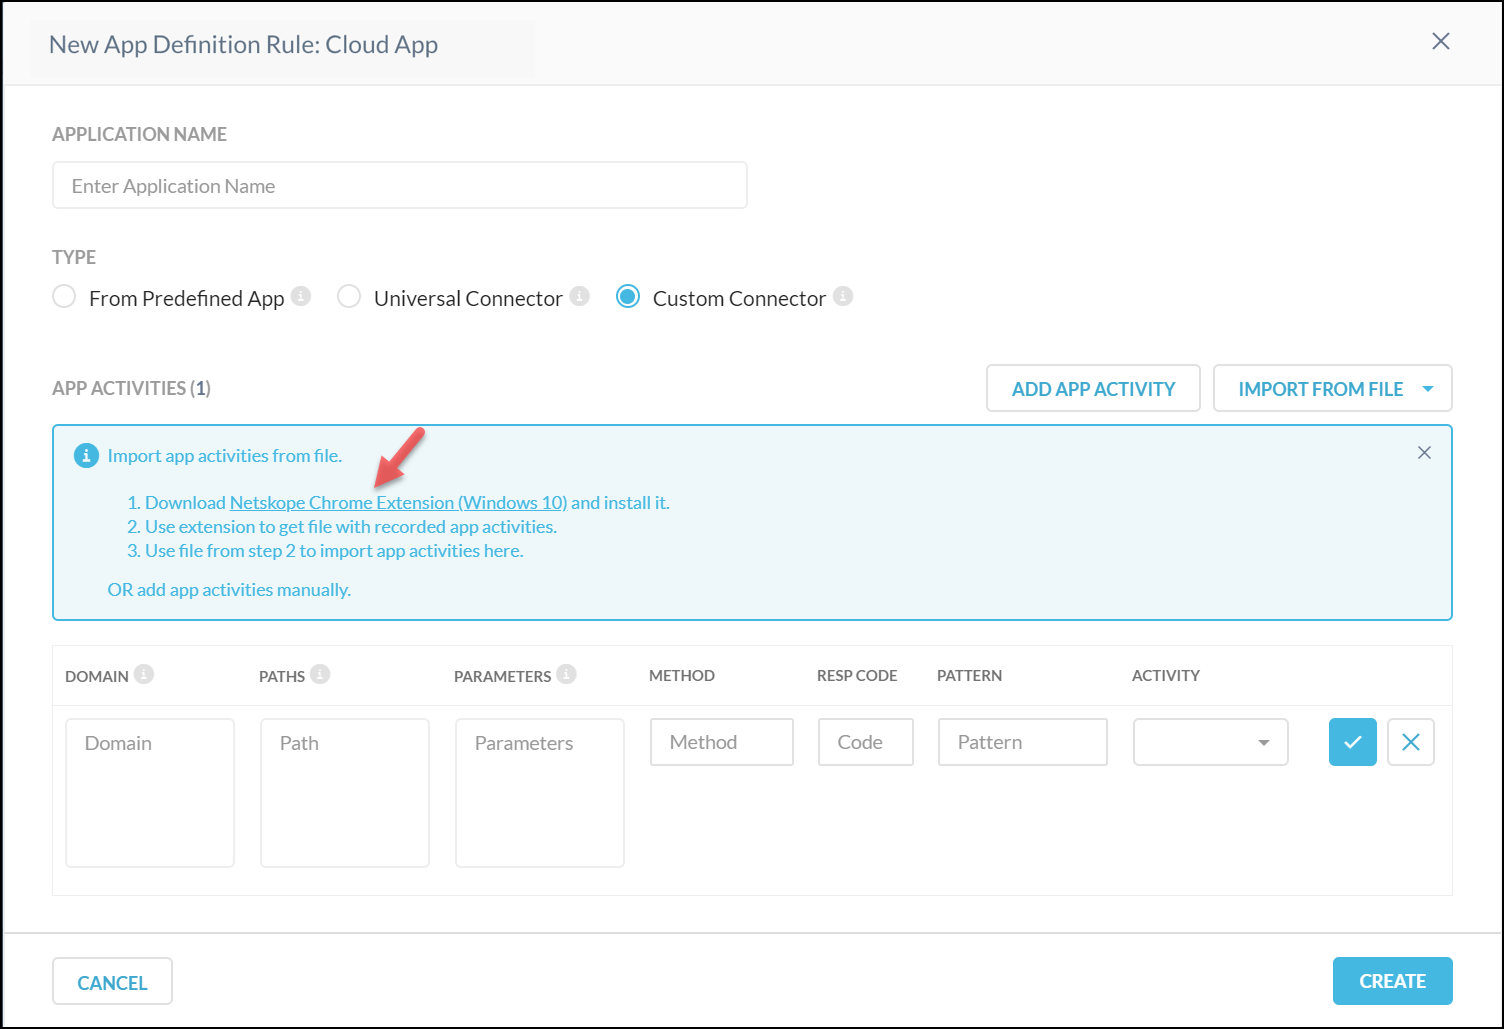 New App Definition Rule: Cloud App
APPLICATION NAME
Enter Application Name
TYPE
From Predefined App
Universal Connector
Custom Connector
APP ACTIVITIES (1)
ADD APP ACTIVITY
IMPORT FROM FILE
Import app activities from file.
1. Download Netskope Chrome Extension (Windows 10) and install it.
2. Use extension to get file with recorded app activities.
3. Use file from step 2 to import app activities here.
OR add app activities manually.
DOMAIN
PATHS
PARAMETERS
METHOD
RESP CODE
PATTERN
ACTIVITY
Domain
Path
Parameters
Method
Code
Pattern
CANCEL
CREATE